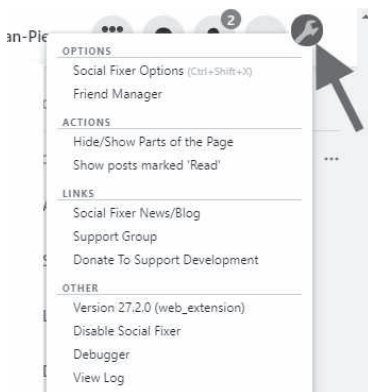 an-Pie
2
OPTIONS
Social Fixer Options (Ctrl+Shift+X)
Friend Manager
ACTIONS
Hide/Show Parts of the Page
Show posts marked 'Read'
LINKS
Social Fixer News/Blog
Support Group
Donate To Support Development
OTHER
Version 27.2.0 (web_extension)
Disable Social Fixer
Debugger
View Log